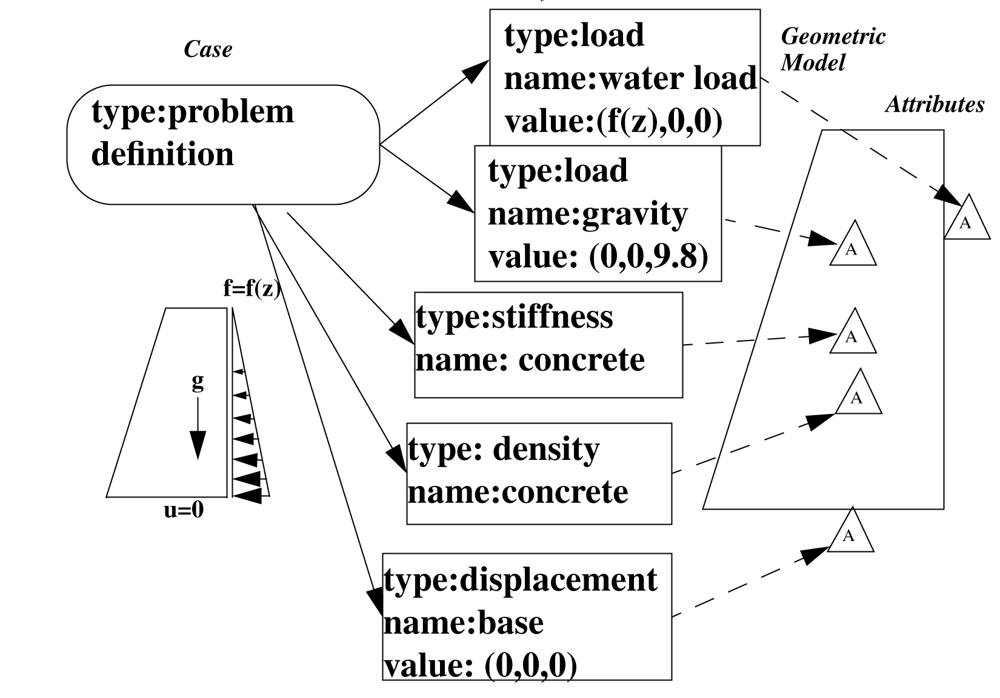 Case
type:problem
definition
type:load
name:water load
value:(f(z),0,0)
Geometric
Model
Attributes
type:load
name:gravity
value: (0,0,9.8)
A
A
f=f(z)
g
u=0
type:stiffness
name: concrete
A
A
type: density
name:concrete
A
type:displacement
name:base
value: (0,0,0)